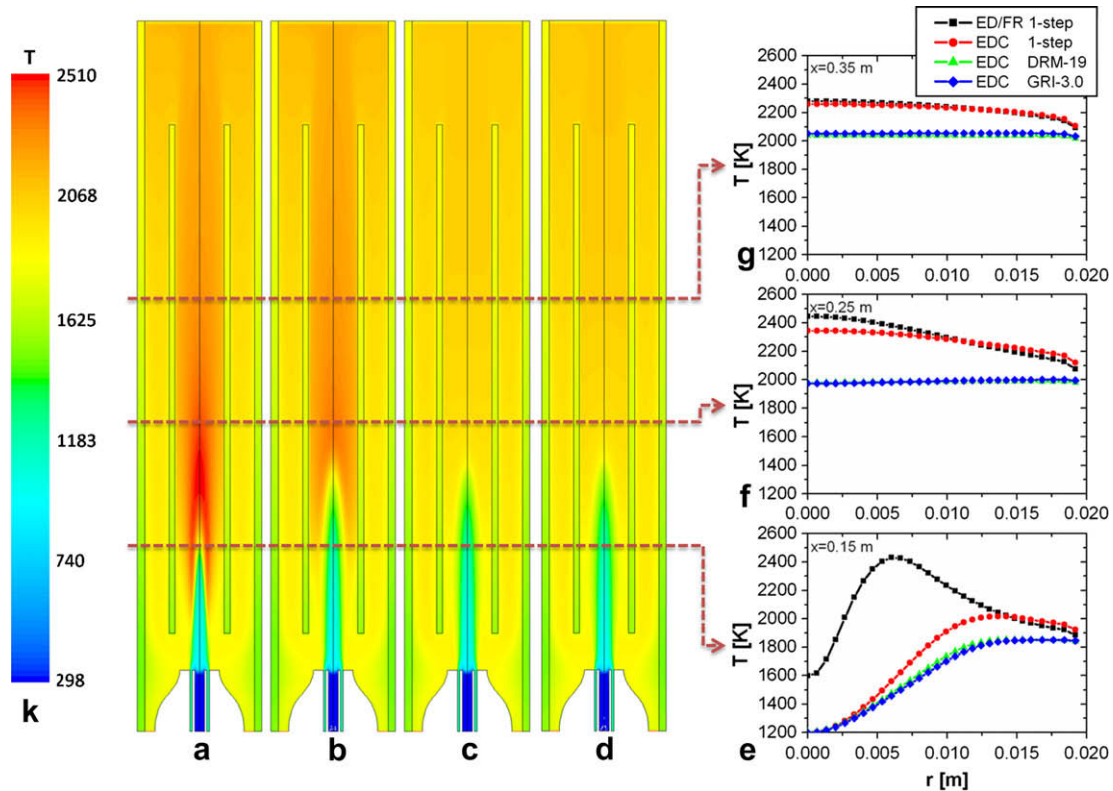 T
2510
2068
1625
1183
740
298
k
a
b
c
d
ED/FR 1-step
EDC 1-step
EDC DRM-19
EDC GRI-3.0
x=0.35 m
2600
2400
2200
2000
1800
1600
1400
1200
T [K]
g
0.000 0.005 0.010 0.015 0.020
x=0.25 m
2600
2400
2200
2000
1800
1600
1400
1200
T [K]
f
0.000 0.005 0.010 0.015 0.020
x=0.15 m
2600
2400
2200
2000
1800
1600
1400
1200
T [K]
e
0.000 0.005 0.010 0.015 0.020
r [m]